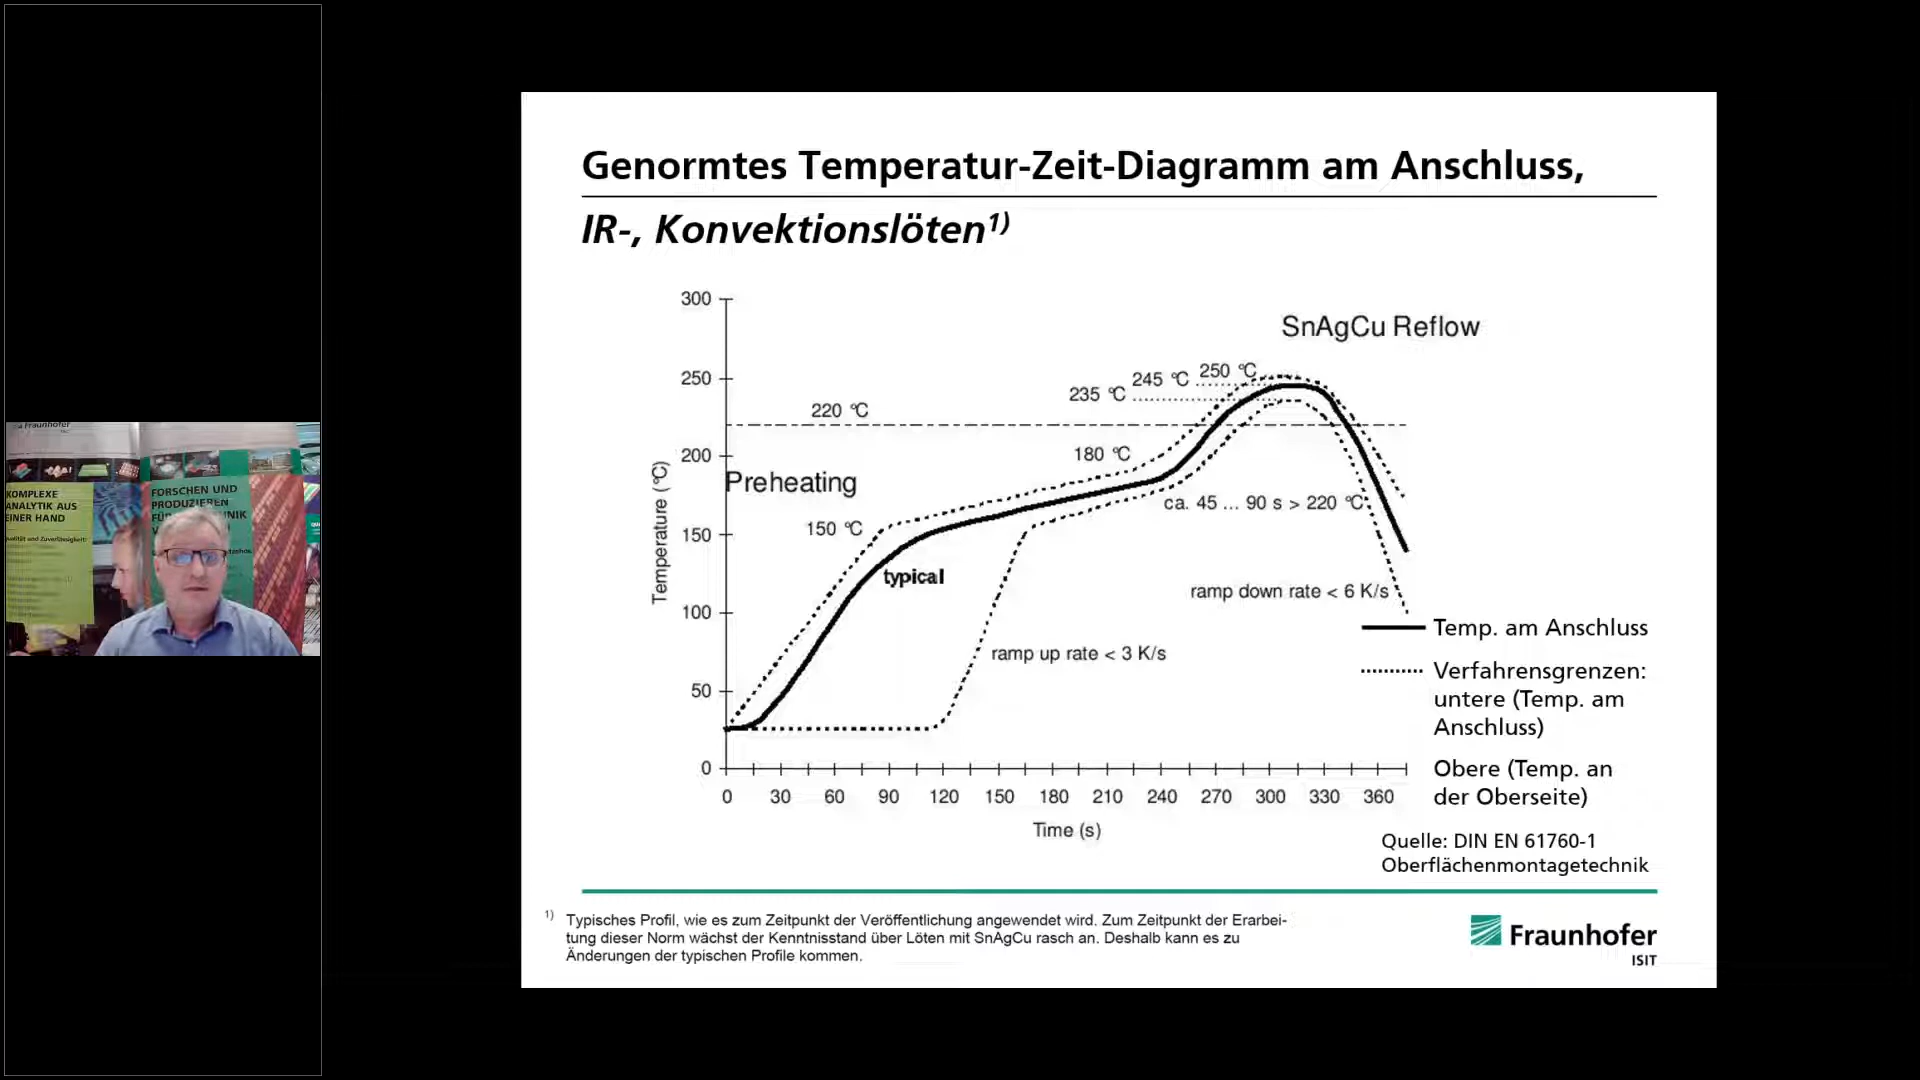 Fraunhofer
KOMPLEXE
ANALYTIK AUS
EINER HAND
FORSCHEN UND
PRODUZIEREN
Genormtes Temperatur-Zeit-Diagramm am Anschluss,
IR-, Konvektionslöten1)
300
250
200
150
100
50
0
Temperature (°C)
SnAgCu Reflow
250 °C
245 °C
235 °C
220 °C
180 °C
Preheating
150 °C
ca. 45 ... 90 s > 220 °C
typical
ramp down rate < 6 K/s
ramp up rate < 3 K/s
0 30 60 90 120 150 180 210 240 270 300 330 360
Time (s)
Temp. am Anschluss
Verfahrensgrenzen:
untere (Temp. am
Anschluss)
Obere (Temp. an
der Oberseite)
Quelle: DIN EN 61760-1
Oberflächenmontagetechnik
1) Typisches Profil, wie es zum Zeitpunkt der Veröffentlichung angewendet wird. Zum Zeitpunkt der Erarbei-
tung dieser Norm wächst der Kenntnisstand über Löten mit SnAgCu rasch an. Deshalb kann es zu
Änderungen der typischen Profile kommen.
Fraunhofer
ISIT